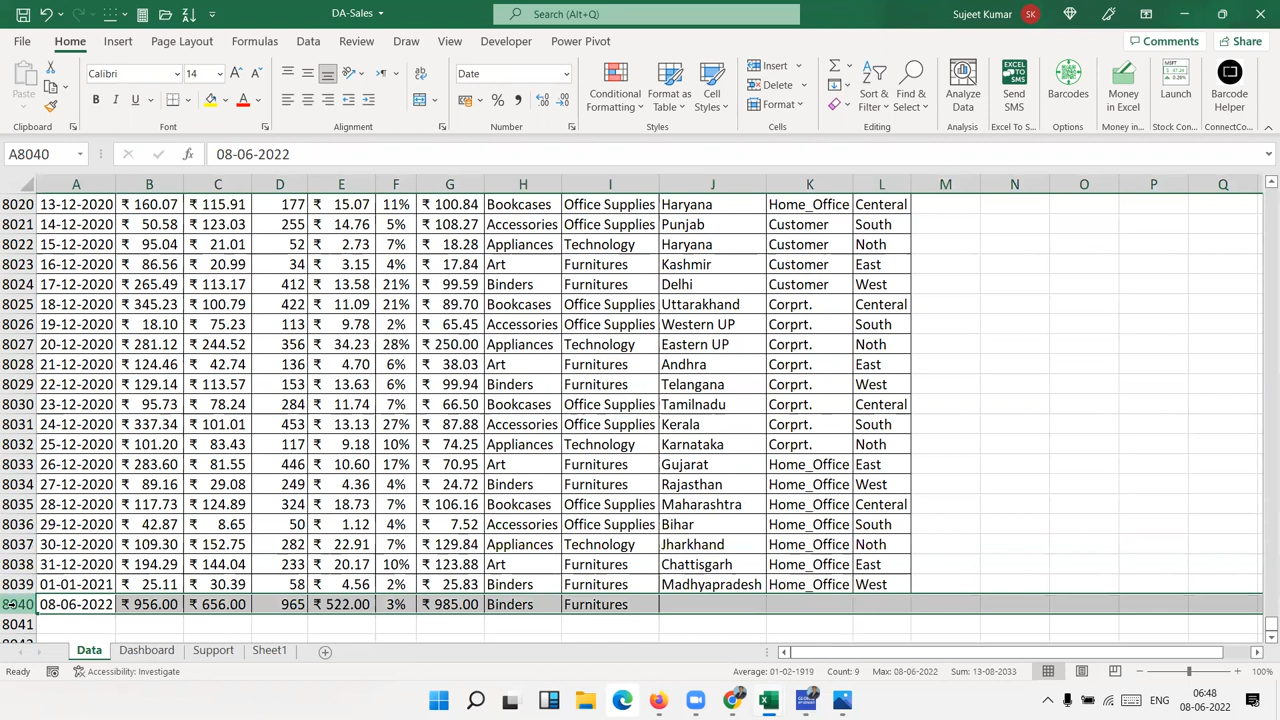 DA-Sales
Search (Alt+Q)
Sujeet Kumar
SK
File Home Insert Page Layout Formulas Data Review View Developer Power Pivot
Comments Share
Paste
Calibri 14
B I U
Date
Conditional Formatting
Format as Table
Cell Styles
Insert
Delete
Format
Sort & Filter
Find & Select
Analyze Data
Send SMS
Barcodes
Money in Excel
Launch
Barcode Helper
Clipboard Font Alignment Number Styles Cells Editing Analysis Excel To S... Options Money in... Stock Con... ConnectCo...
A8040 fx 08-06-2022
A B C D E F G H I J K L M N O P Q
8020 13-12-2020 ₹ 160.07 ₹ 115.91 177 ₹ 15.07 11% ₹ 100.84 Bookcases Office Supplies Haryana Home_Office Centeral
8021 14-12-2020 ₹ 50.58 ₹ 123.03 255 ₹ 14.76 5% ₹ 108.27 Accessories Office Supplies Punjab Customer South
8022 15-12-2020 ₹ 95.04 ₹ 21.01 52 ₹ 2.73 7% ₹ 18.28 Appliances Technology Haryana Customer Noth
8023 16-12-2020 ₹ 86.56 ₹ 20.99 34 ₹ 3.15 4% ₹ 17.84 Art Furnitures Kashmir Customer East
8024 17-12-2020 ₹ 265.49 ₹ 113.17 412 ₹ 13.58 21% ₹ 99.59 Binders Furnitures Delhi Customer West
8025 18-12-2020 ₹ 345.23 ₹ 100.79 422 ₹ 11.09 21% ₹ 89.70 Bookcases Office Supplies Uttarakhand Corprt. Centeral
8026 19-12-2020 ₹ 18.10 ₹ 75.23 113 ₹ 9.78 2% ₹ 65.45 Accessories Office Supplies Western UP Corprt. South
8027 20-12-2020 ₹ 281.12 ₹ 244.52 356 ₹ 34.23 28% ₹ 250.00 Appliances Technology Eastern UP Corprt. Noth
8028 21-12-2020 ₹ 124.46 ₹ 42.74 136 ₹ 4.70 6% ₹ 38.03 Art Furnitures Andhra Corprt. East
8029 22-12-2020 ₹ 129.14 ₹ 113.57 153 ₹ 13.63 6% ₹ 99.94 Binders Furnitures Telangana Corprt. West
8030 23-12-2020 ₹ 95.73 ₹ 78.24 284 ₹ 11.74 7% ₹ 66.50 Bookcases Office Supplies Tamilnadu Corprt. Centeral
8031 24-12-2020 ₹ 337.34 ₹ 101.01 453 ₹ 13.13 27% ₹ 87.88 Accessories Office Supplies Kerala Corprt. South
8032 25-12-2020 ₹ 101.20 ₹ 83.43 117 ₹ 9.18 10% ₹ 74.25 Appliances Technology Karnataka Corprt. Noth
8033 26-12-2020 ₹ 283.60 ₹ 81.55 446 ₹ 10.60 17% ₹ 70.95 Art Furnitures Gujarat Home_Office East
8034 27-12-2020 ₹ 89.16 ₹ 29.08 249 ₹ 4.36 4% ₹ 24.72 Binders Furnitures Rajasthan Home_Office West
8035 28-12-2020 ₹ 117.73 ₹ 124.89 324 ₹ 18.73 7% ₹ 106.16 Bookcases Office Supplies Maharashtra Home_Office Centeral
8036 29-12-2020 ₹ 42.87 ₹ 8.65 50 ₹ 1.12 4% ₹ 7.52 Accessories Office Supplies Bihar Home_Office South
8037 30-12-2020 ₹ 109.30 ₹ 152.75 282 ₹ 22.91 7% ₹ 129.84 Appliances Technology Jharkhand Home_Office Noth
8038 31-12-2020 ₹ 194.29 ₹ 144.04 233 ₹ 20.17 10% ₹ 123.88 Art Furnitures Chattisgarh Home_Office East
8039 01-01-2021 ₹ 25.11 ₹ 30.39 58 ₹ 4.56 2% ₹ 25.83 Binders Furnitures Madhyapradesh Home_Office West
8040 08-06-2022 ₹ 956.00 ₹ 656.00 965 ₹ 522.00 3% ₹ 985.00 Binders Furnitures
8041
Data Dashboard Support Sheet1
Ready Accessibility: Investigate Average: 01-02-1919 Count: 9 Max: 08-06-2022 Sum: 13-08-2033 100%
ENG
06:48
08-06-2022